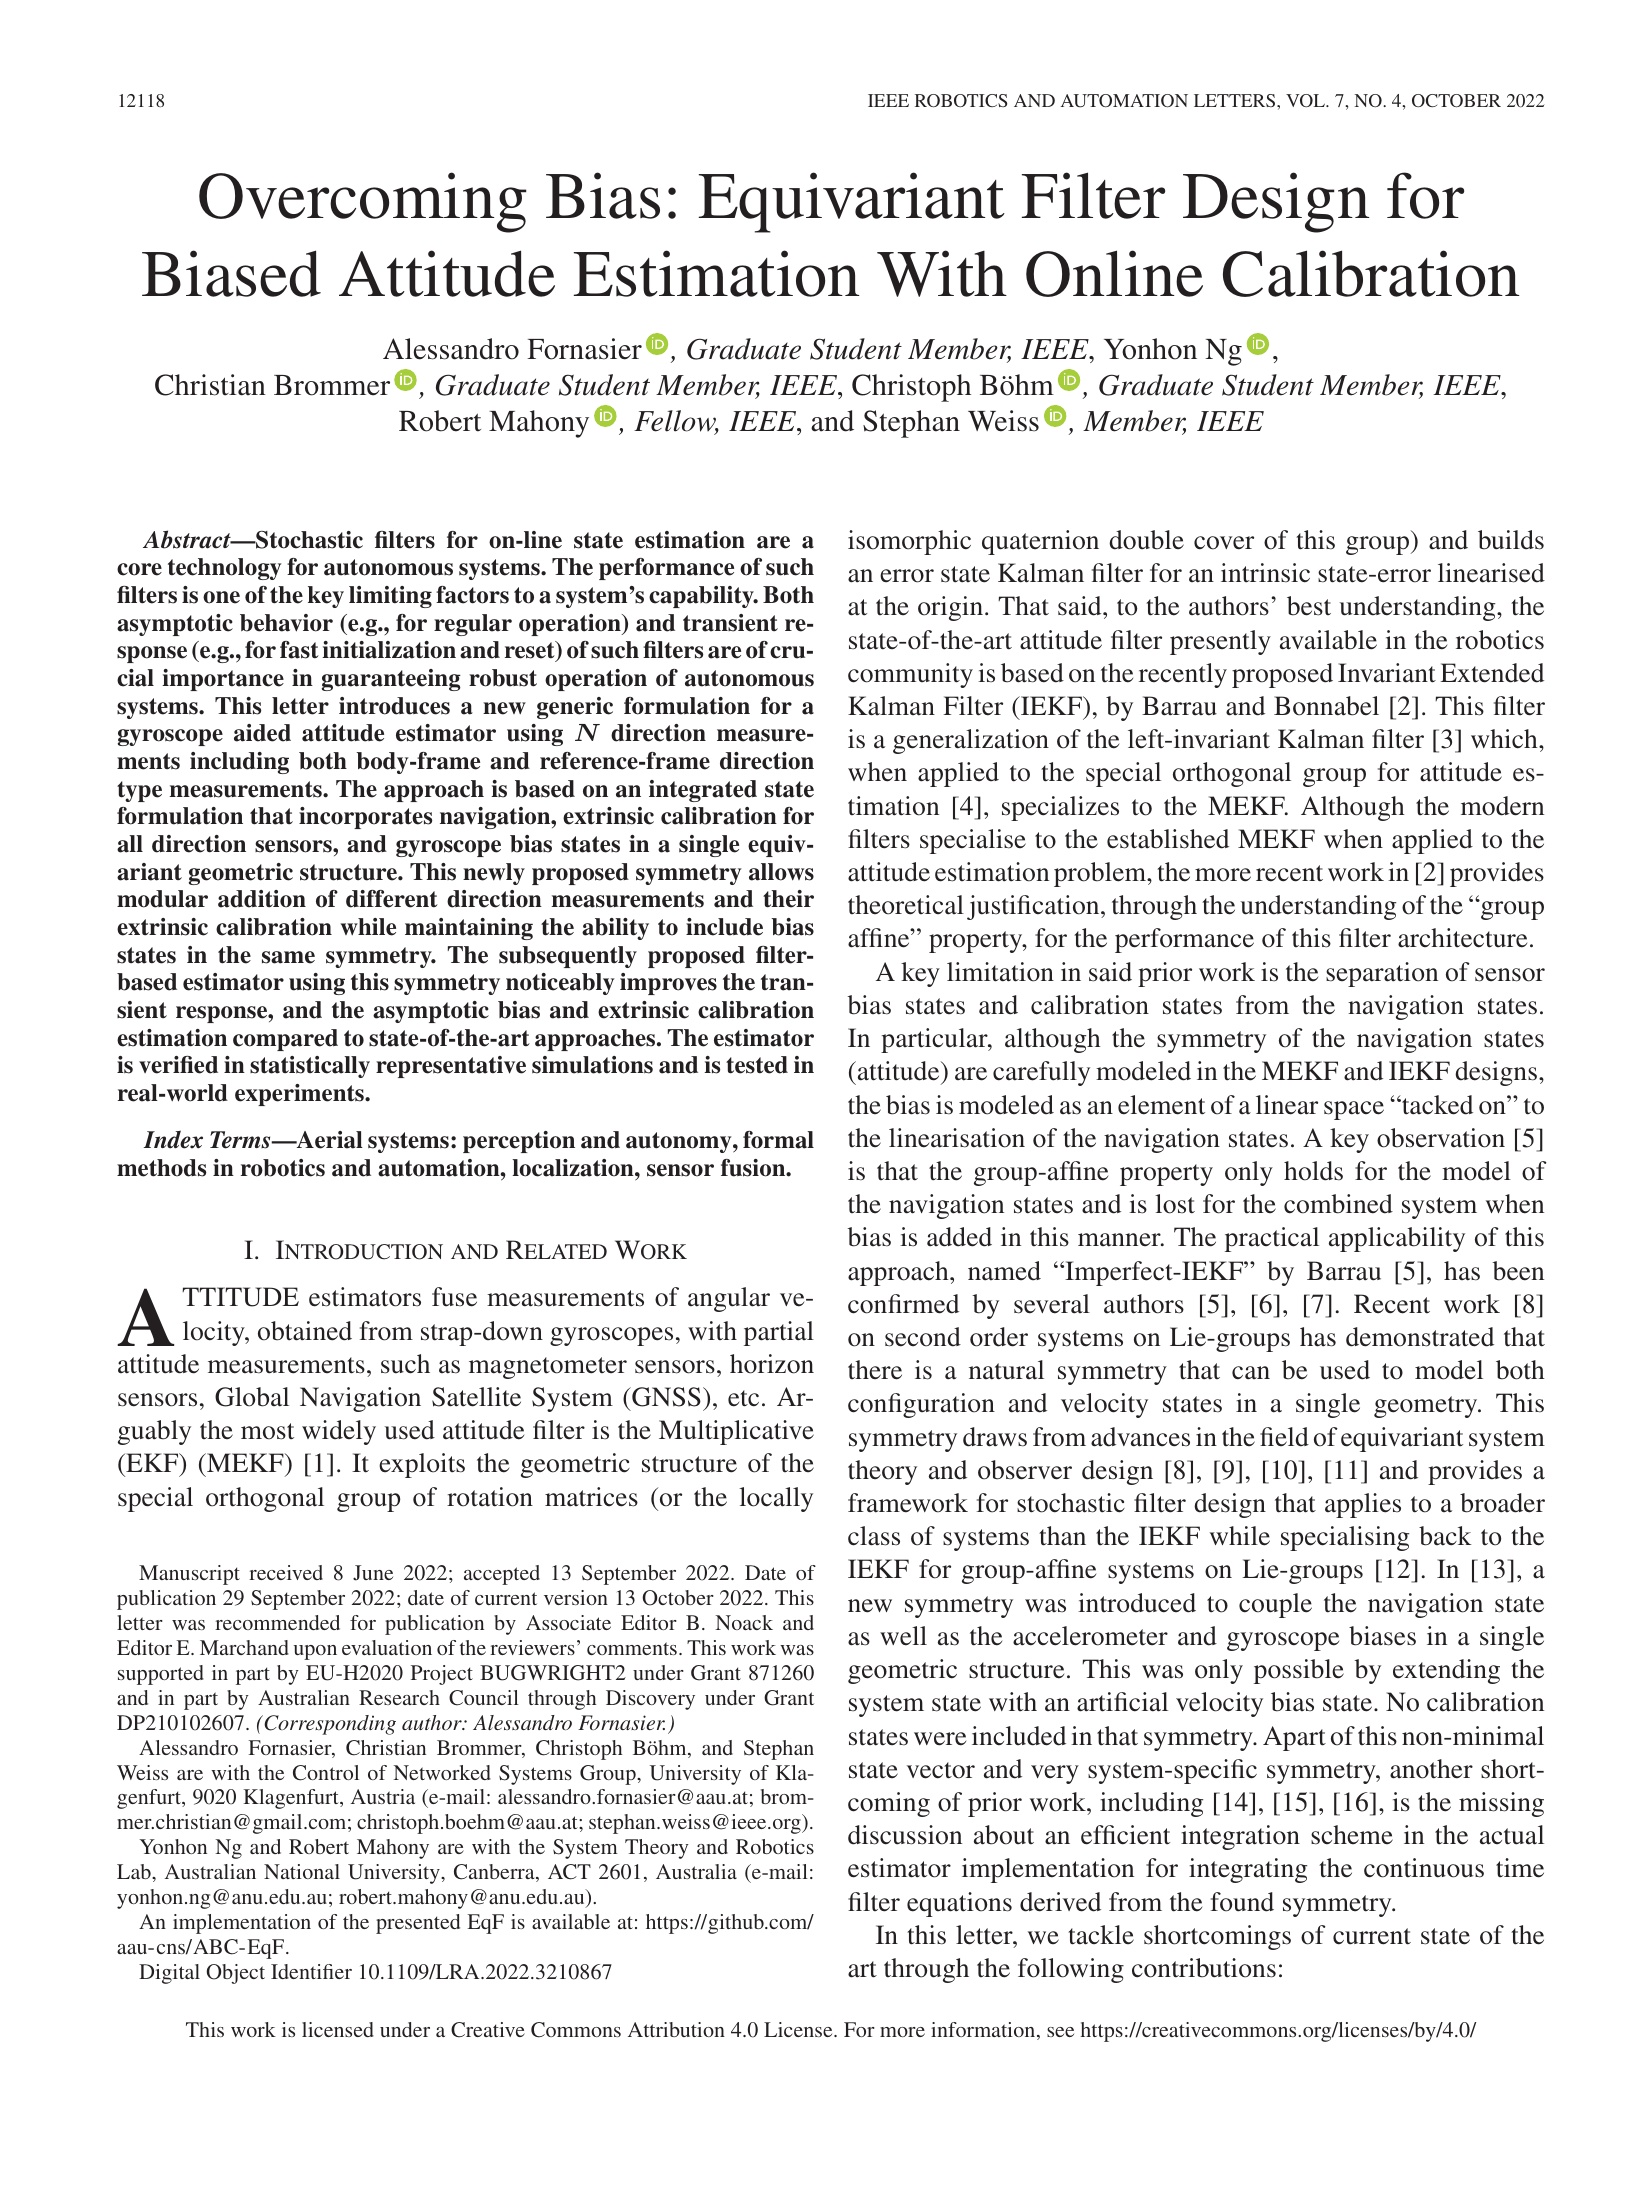 12118
IEEE ROBOTICS AND AUTOMATION LETTERS, VOL. 7, NO. 4, OCTOBER 2022
Overcoming Bias: Equivariant Filter Design for
Biased Attitude Estimation With Online Calibration
Alessandro Fornasier iD, Graduate Student Member, IEEE, Yonhon Ng iD,
Christian Brommer iD, Graduate Student Member, IEEE, Christoph Böhm iD, Graduate Student Member, IEEE,
Robert Mahony iD, Fellow, IEEE, and Stephan Weiss iD, Member, IEEE
Abstract—Stochastic filters for on-line state estimation are a
core technology for autonomous systems. The performance of such
filters is one of the key limiting factors to a system's capability. Both
asymptotic behavior (e.g., for regular operation) and transient re-
sponse (e.g., for fast initialization and reset) of such filters are of cru-
cial importance in guaranteeing robust operation of autonomous
systems. This letter introduces a new generic formulation for a
gyroscope aided attitude estimator using N direction measure-
ments including both body-frame and reference-frame direction
type measurements. The approach is based on an integrated state
formulation that incorporates navigation, extrinsic calibration for
all direction sensors, and gyroscope bias states in a single equiv-
ariant geometric structure. This newly proposed symmetry allows
modular addition of different direction measurements and their
extrinsic calibration while maintaining the ability to include bias
states in the same symmetry. The subsequently proposed filter-
based estimator using this symmetry noticeably improves the tran-
sient response, and the asymptotic bias and extrinsic calibration
estimation compared to state-of-the-art approaches. The estimator
is verified in statistically representative simulations and is tested in
real-world experiments.
Index Terms—Aerial systems: perception and autonomy, formal
methods in robotics and automation, localization, sensor fusion.
I. INTRODUCTION AND RELATED WORK
ATTITUDE estimators fuse measurements of angular ve-
locity, obtained from strap-down gyroscopes, with partial
attitude measurements, such as magnetometer sensors, horizon
sensors, Global Navigation Satellite System (GNSS), etc. Ar-
guably the most widely used attitude filter is the Multiplicative
(EKF) (MEKF) [1]. It exploits the geometric structure of the
special orthogonal group of rotation matrices (or the locally
Manuscript received 8 June 2022; accepted 13 September 2022. Date of
publication 29 September 2022; date of current version 13 October 2022. This
letter was recommended for publication by Associate Editor B. Noack and
Editor E. Marchand upon evaluation of the reviewers' comments. This work was
supported in part by EU-H2020 Project BUGWRIGHT2 under Grant 871260
and in part by Australian Research Council through Discovery under Grant
DP210102607. (Corresponding author: Alessandro Fornasier.)
Alessandro Fornasier, Christian Brommer, Christoph Böhm, and Stephan
Weiss are with the Control of Networked Systems Group, University of Kla-
genfurt, 9020 Klagenfurt, Austria (e-mail: alessandro.fornasier@aau.at; brom-
mer.christian@gmail.com; christoph.boehm@aau.at; stephan.weiss@ieee.org).
Yonhon Ng and Robert Mahony are with the System Theory and Robotics
Lab, Australian National University, Canberra, ACT 2601, Australia (e-mail:
yonhon.ng@anu.edu.au; robert.mahony@anu.edu.au).
An implementation of the presented EqF is available at: https://github.com/
aau-cns/ABC-EqF.
Digital Object Identifier 10.1109/LRA.2022.3210867
isomorphic quaternion double cover of this group) and builds
an error state Kalman filter for an intrinsic state-error linearised
at the origin. That said, to the authors' best understanding, the
state-of-the-art attitude filter presently available in the robotics
community is based on the recently proposed Invariant Extended
Kalman Filter (IEKF), by Barrau and Bonnabel [2]. This filter
is a generalization of the left-invariant Kalman filter [3] which,
when applied to the special orthogonal group for attitude es-
timation [4], specializes to the MEKF. Although the modern
filters specialise to the established MEKF when applied to the
attitude estimation problem, the more recent work in [2] provides
theoretical justification, through the understanding of the “group
affine” property, for the performance of this filter architecture.
A key limitation in said prior work is the separation of sensor
bias states and calibration states from the navigation states.
In particular, although the symmetry of the navigation states
(attitude) are carefully modeled in the MEKF and IEKF designs,
the bias is modeled as an element of a linear space “tacked on” to
the linearisation of the navigation states. A key observation [5]
is that the group-affine property only holds for the model of
the navigation states and is lost for the combined system when
bias is added in this manner. The practical applicability of this
approach, named “Imperfect-IEKF” by Barrau [5], has been
confirmed by several authors [5], [6], [7]. Recent work [8]
on second order systems on Lie-groups has demonstrated that
there is a natural symmetry that can be used to model both
configuration and velocity states in a single geometry. This
symmetry draws from advances in the field of equivariant system
theory and observer design [8], [9], [10], [11] and provides a
framework for stochastic filter design that applies to a broader
class of systems than the IEKF while specialising back to the
IEKF for group-affine systems on Lie-groups [12]. In [13], a
new symmetry was introduced to couple the navigation state
as well as the accelerometer and gyroscope biases in a single
geometric structure. This was only possible by extending the
system state with an artificial velocity bias state. No calibration
states were included in that symmetry. Apart of this non-minimal
state vector and very system-specific symmetry, another short-
coming of prior work, including [14], [15], [16], is the missing
discussion about an efficient integration scheme in the actual
estimator implementation for integrating the continuous time
filter equations derived from the found symmetry.
In this letter, we tackle shortcomings of current state of the
art through the following contributions:
This work is licensed under a Creative Commons Attribution 4.0 License. For more information, see https://creativecommons.org/licenses/by/4.0/